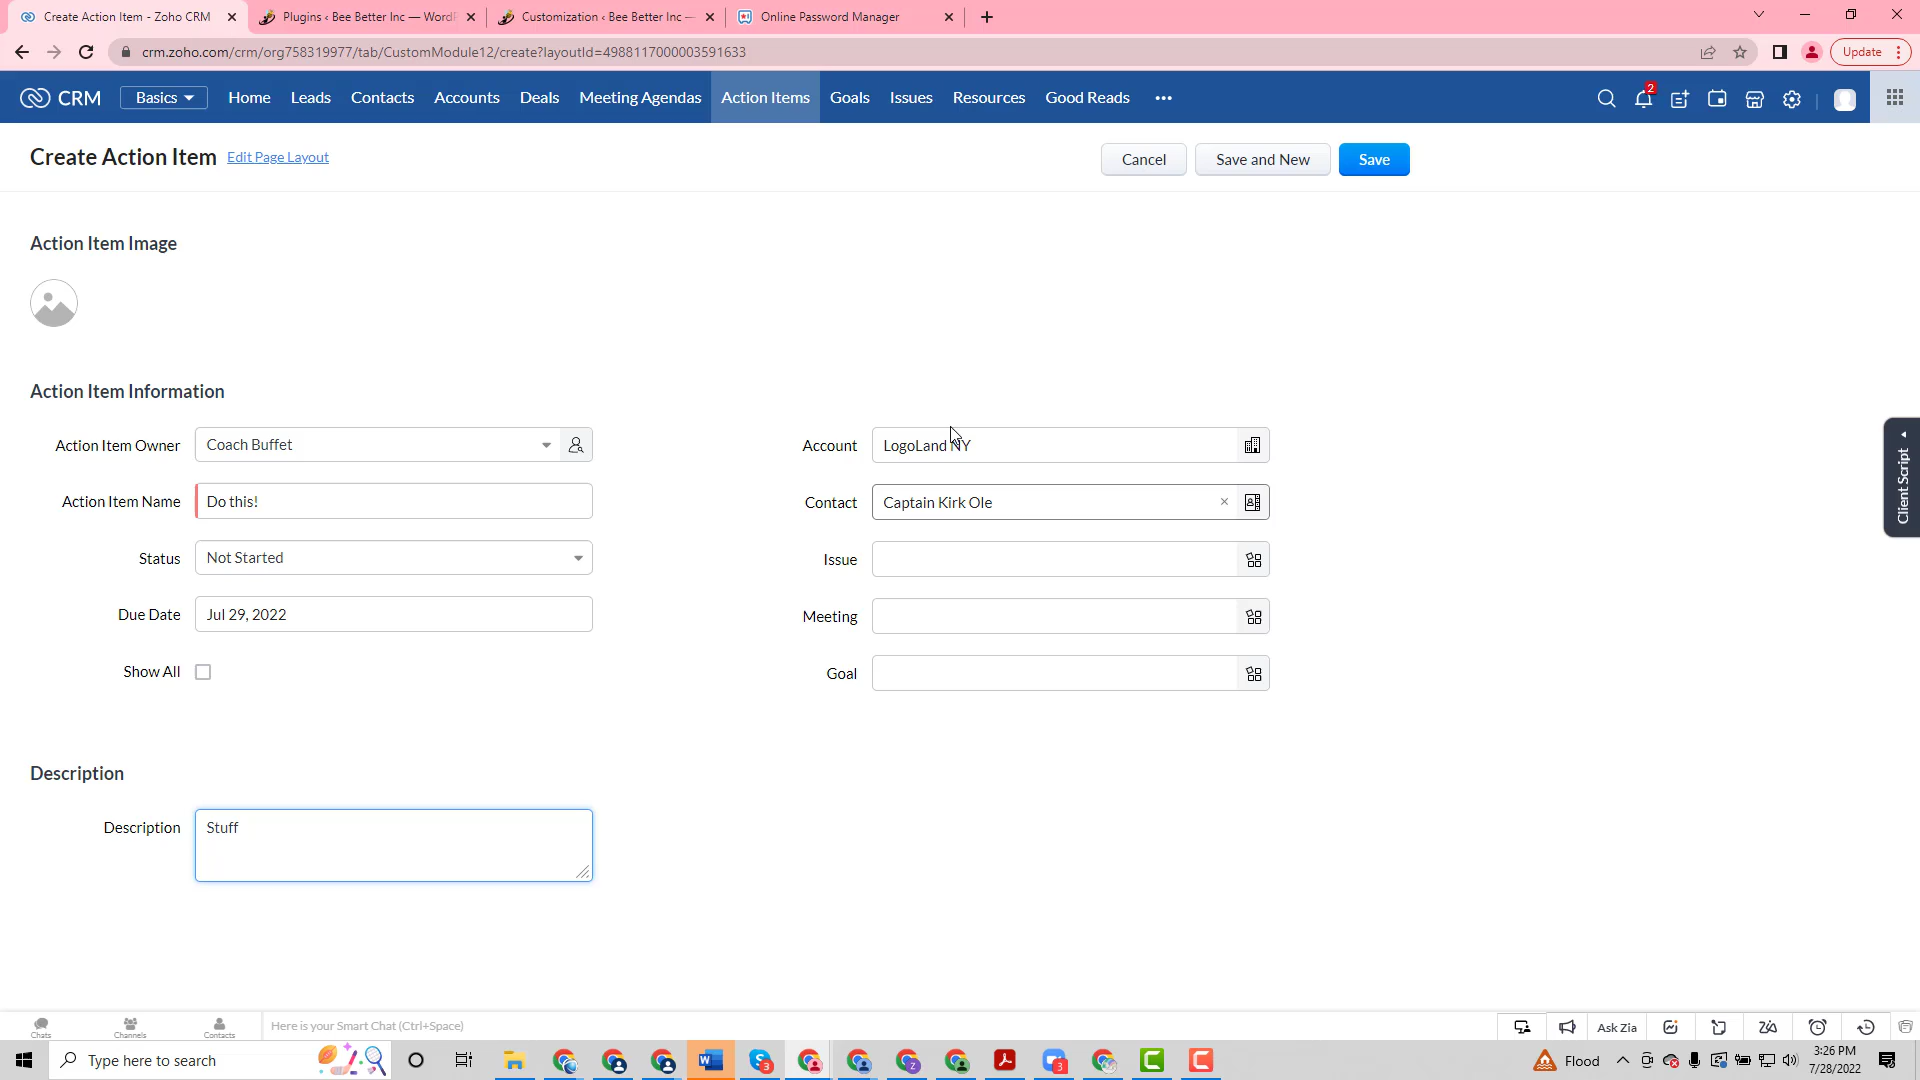 Create Action Item - Zoho CRM
Plugins ‹ Bee Better Inc — WordP
Customization ‹ Bee Better Inc —
Online Password Manager
crm.zoho.com/crm/org758319977/tab/CustomModule12/create?layoutId=4988117000003591633
Update
CRM
Basics
Home
Leads
Contacts
Accounts
Deals
Meeting Agendas
Action Items
Goals
Issues
Resources
Good Reads
2
Create Action Item
Edit Page Layout
Cancel
Save and New
Save
Action Item Image
Action Item Information
Action Item Owner
Coach Buffet
Account
LogoLand NY
Action Item Name
Do this!
Contact
Captain Kirk Ole
Status
Not Started
Issue
Due Date
Jul 29, 2022
Meeting
Show All
Goal
Client Script
Description
Description
Stuff
Chats
Channels
Contacts
Here is your Smart Chat (Ctrl+Space)
Ask Zia
Type here to search
3
3
Flood
3:26 PM
7/28/2022